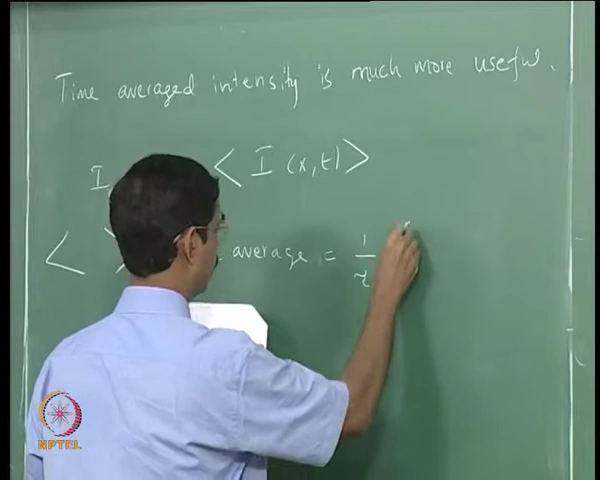 Time averaged intensity is much more useful.
I < I (x,t) >
< > average = 1/τ
NPTEL